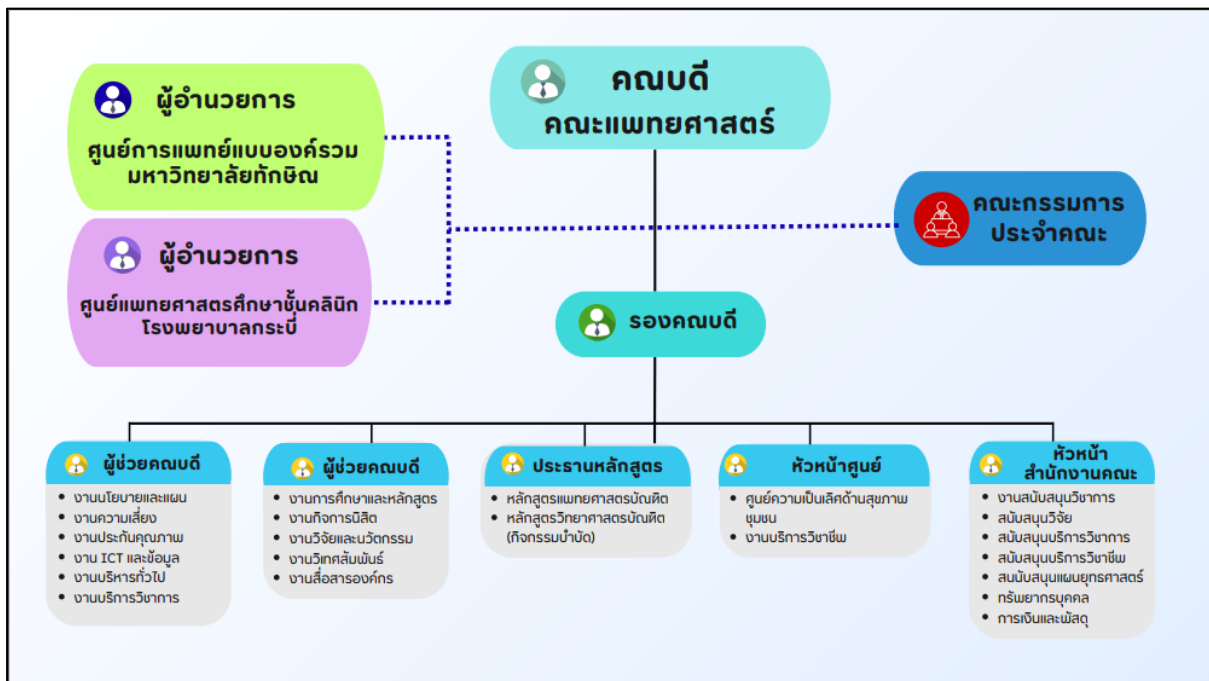 ผู้อำนวยการ
ศูนย์การแพทย์แบบองค์รวม
มหาวิทยาลัยทักษิณ
คณบดี
คณะแพทยศาสตร์
คณะกรรมการ
ประจำคณะ
ผู้อำนวยการ
ศูนย์แพทยศาสตรศึกษาชั้นคลินิก
โรงพยาบาลกระบี่
รองคณบดี
ผู้ช่วยคณบดี
งานนโยบายและแผน
งานความเสี่ยง
งานประกันคุณภาพ
งาน ICT และข้อมูล
งานบริหารทั่วไป
งานบริการวิชาการ
ผู้ช่วยคณบดี
งานการศึกษาและหลักสูตร
งานกิจการนิสิต
งานวิจัยและนวัตกรรม
งานวิเทศสัมพันธ์
งานสื่อสารองค์กร
ประธานหลักสูตร
หลักสูตรแพทยศาสตรบัณฑิต
หลักสูตรวิทยาศาสตรบัณฑิต
(กิจกรรมบำบัด)
หัวหน้าศูนย์
ศูนย์ความเป็นเลิศด้านสุขภาพ
ชุมชน
งานบริการวิชาชีพ
หัวหน้า
สำนักงานคณะ
งานสนับสนุนวิชาการ
สนับสนุนวิจัย
สนับสนุนบริการวิชาการ
สนับสนุนบริการวิชาชีพ
สนนับสนุนแผนยุทธศาสตร์
ทรัพยากรบุคคล
การเงินและพัสดุ